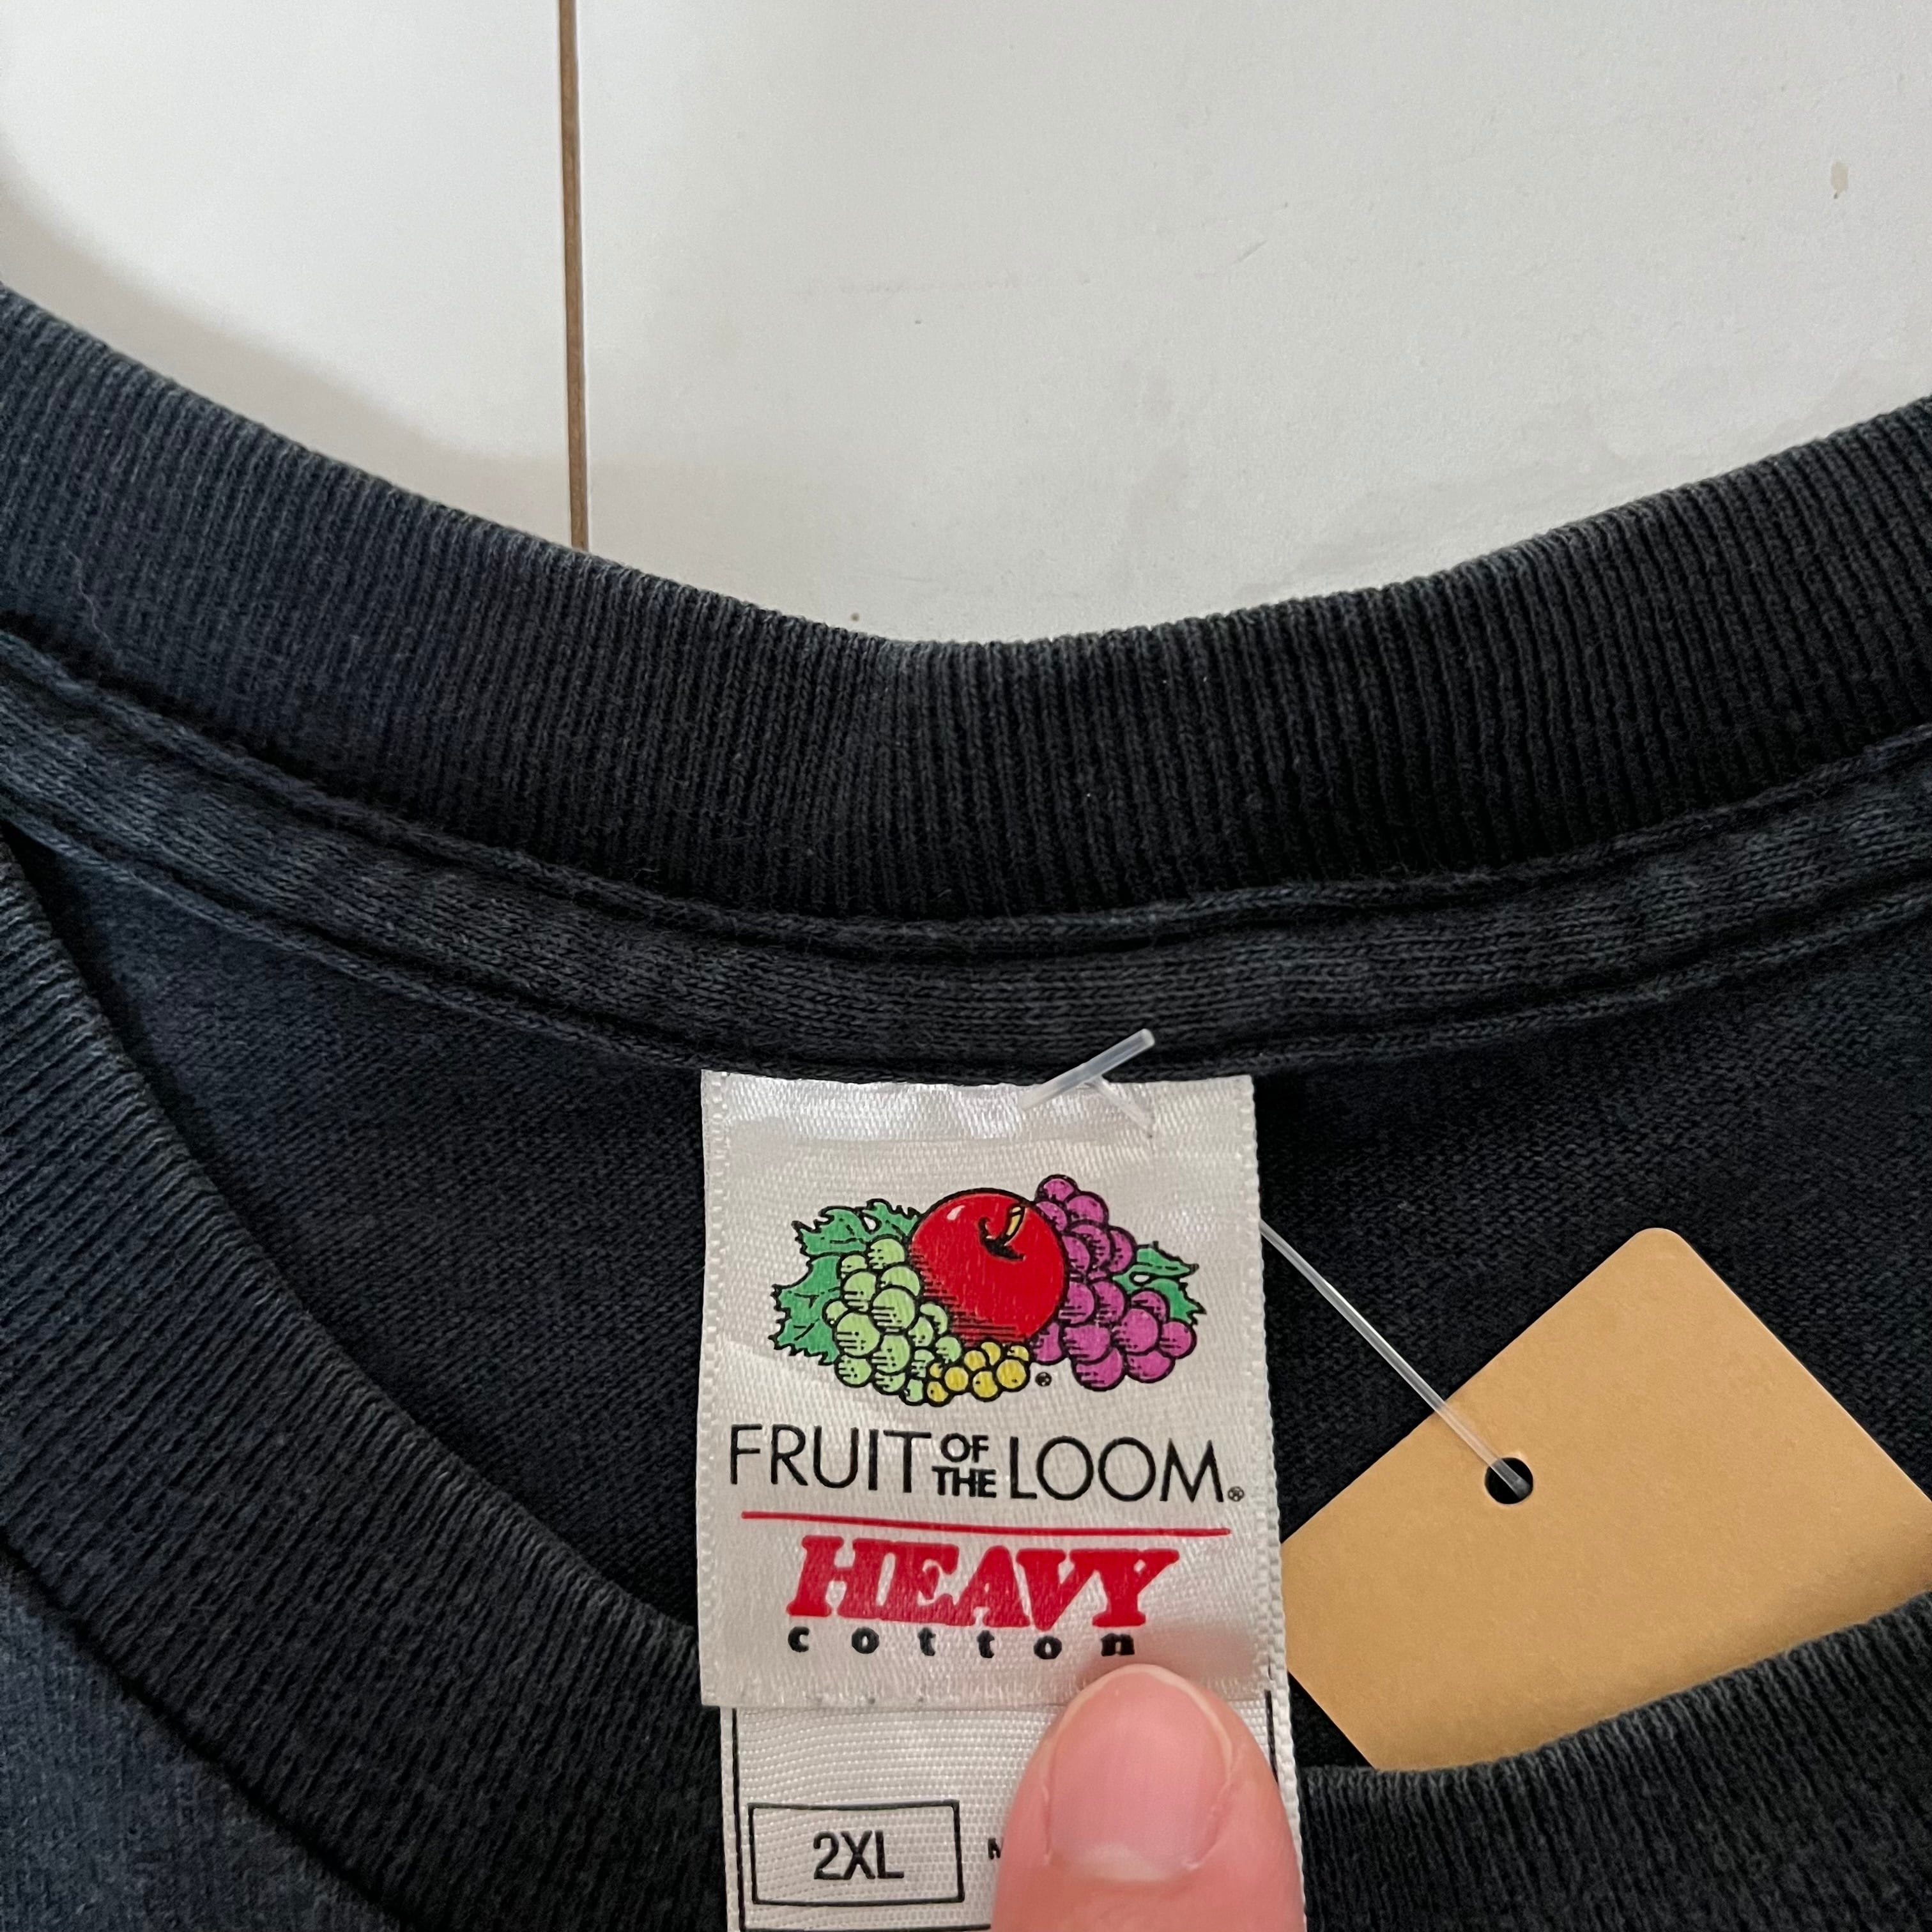 FRUIT OF THE LOOM®
HEAVY
cotton
2XL